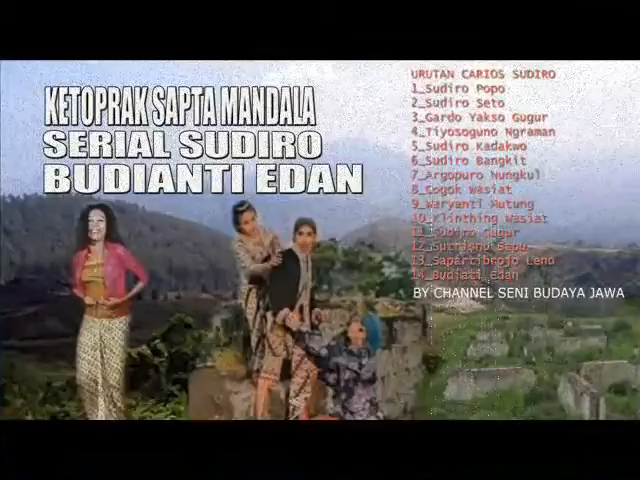 KETOPRAK SAPTA MANDALA
SERIAL SUDIRO
BUDIANTI EDAN
URUTAN CARIOS SUDIRO
1_Sudiro Popo
2_Sudiro Seto
3_Gardo Yakso Gugur
4_Tiyosoguno Ngraman
5_Sudiro Kadakwo
6_Sudiro Bangkit
7_Argopuro Nungkul
8_Cogok Wasiat
9_Waryanti Mutung
10_Klinthing Wasiat
11_Sudiro Gugur
12_Sutrisno
13_Sapartibrojo Leno
14_Budiati Edan
BY CHANNEL SENI BUDAYA JAWA